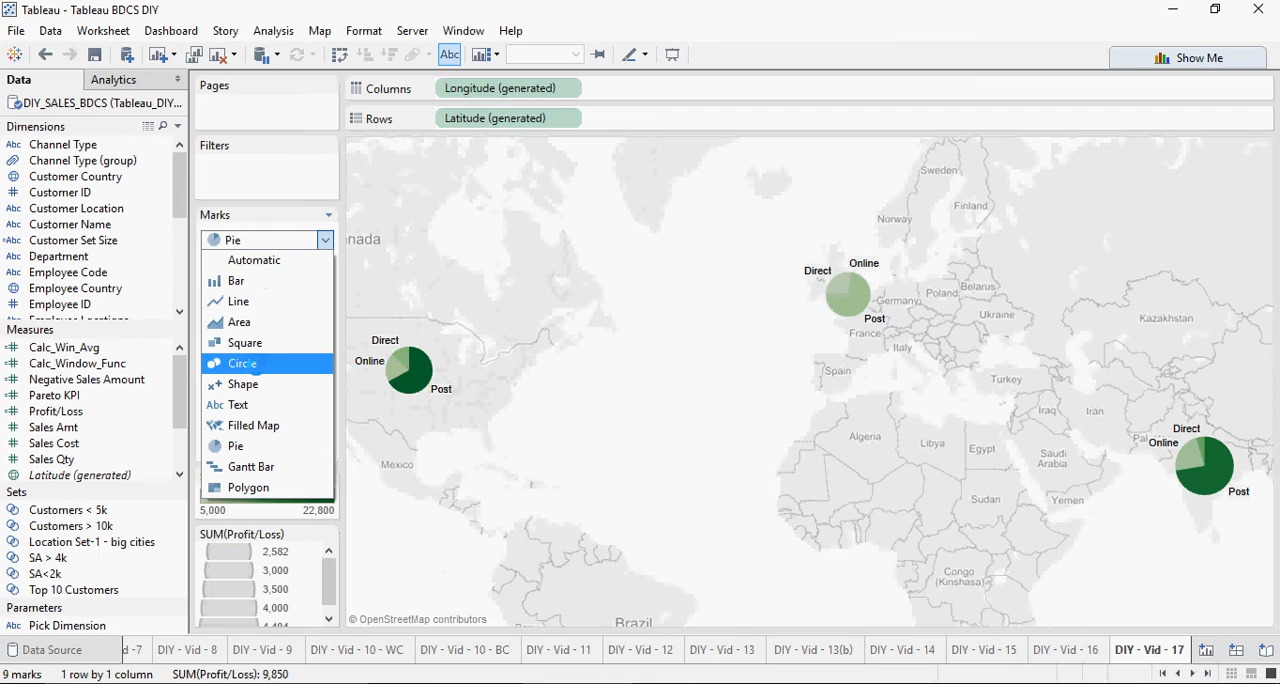 Tableau - Tableau BDCS DIY
File Data Worksheet Dashboard Story Analysis Map Format Server Window Help
Abc
Show Me
Data Analytics
DIY_SALES_BDCS (Tableau_DIY...
Dimensions
Abc Channel Type
Channel Type (group)
Customer Country
# Customer ID
Abc Customer Location
Abc Customer Name
=Abc Customer Set Size
Abc Department
Abc Employee Code
Employee Country
# Employee ID
Measures
=# Calc_Win_Avg
=# Calc_Window_Func
=# Negative Sales Amount
=# Pareto KPI
=# Profit/Loss
# Sales Amt
# Sales Cost
# Sales Qty
Latitude (generated)
Sets
Customers < 5k
Customers > 10k
Location Set-1 - big cities
SA > 4k
SA<2k
Top 10 Customers
Parameters
Abc Pick Dimension
Pages
Filters
Marks
Pie
Automatic
Bar
Line
Area
Square
Circle
Shape
Abc Text
Filled Map
Pie
Gantt Bar
Polygon
5,000 22,800
SUM(Profit/Loss)
2,582
3,000
3,500
4,000
Columns Longitude (generated)
Rows Latitude (generated)
nada
Sweden
Finland
Norway
Online
Direct
Post
Belarus
Poland
Germany
Ukraine
France
Kazakhstan
Italy
Spain
Turkey
Direct
Online
Post
Iraq
Iran
Direct
Online
Post
Algeria
Libya
Egypt
Saudi
Arabia
Mexico
Sudan
Yemen
Congo
(Kinshasa)
Brazil
© OpenStreetMap contributors
Data Source d -7 DIY - Vid - 8 DIY - Vid - 9 DIY - Vid - 10 - WC DIY - Vid - 10 - BC DIY - Vid - 11 DIY - Vid - 12 DIY - Vid - 13 DIY - Vid - 13(b) DIY - Vid - 14 DIY - Vid - 15 DIY - Vid - 16 DIY - Vid - 17
9 marks 1 row by 1 column SUM(Profit/Loss): 9,850